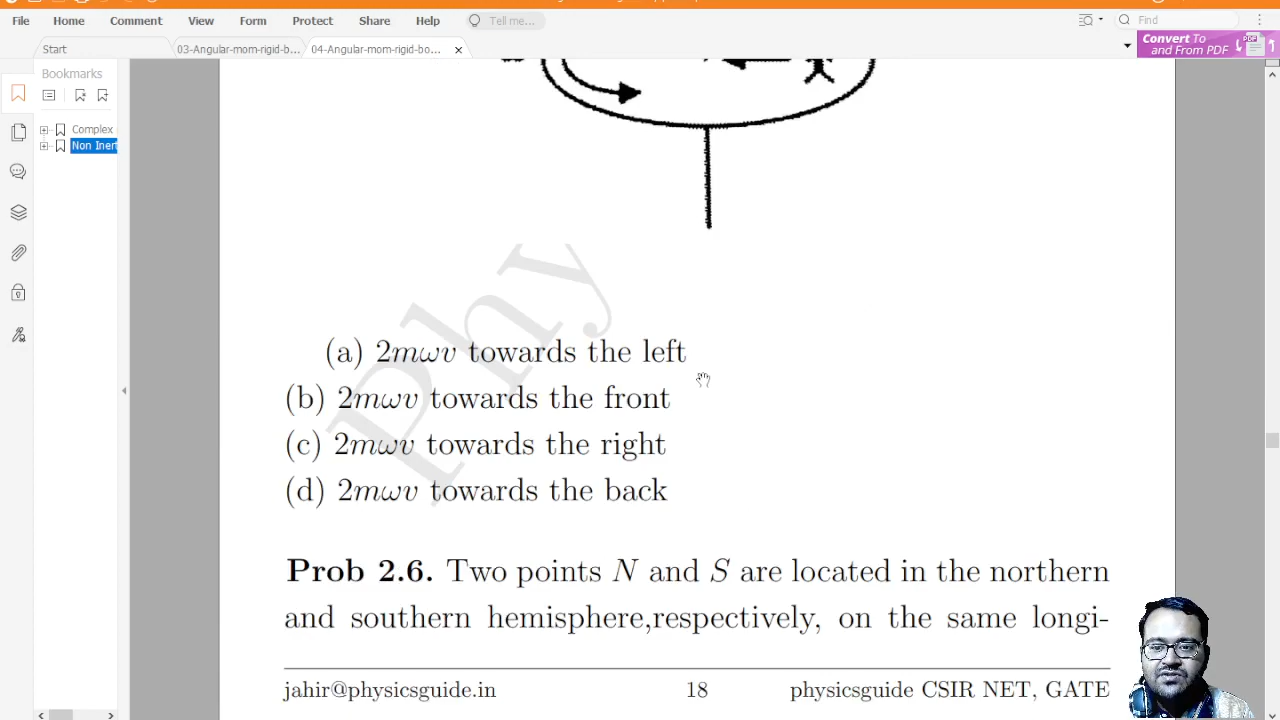 File Home Comment View Form Protect Share Help Tell me... Find
Start 03-Angular-mom-rigid-b... 04-Angular-mom-rigid-bo... Convert To
and From PDF
PDF
Bookmarks
Complex
Non Inert
Phy
(a) 2mωv towards the left
(b) 2mωv towards the front
(c) 2mωv towards the right
(d) 2mωv towards the back
Prob 2.6. Two points N and S are located in the northern
and southern hemisphere,respectively, on the same longi-
jahir@physicsguide.in 18 physicsguide CSIR NET, GATE